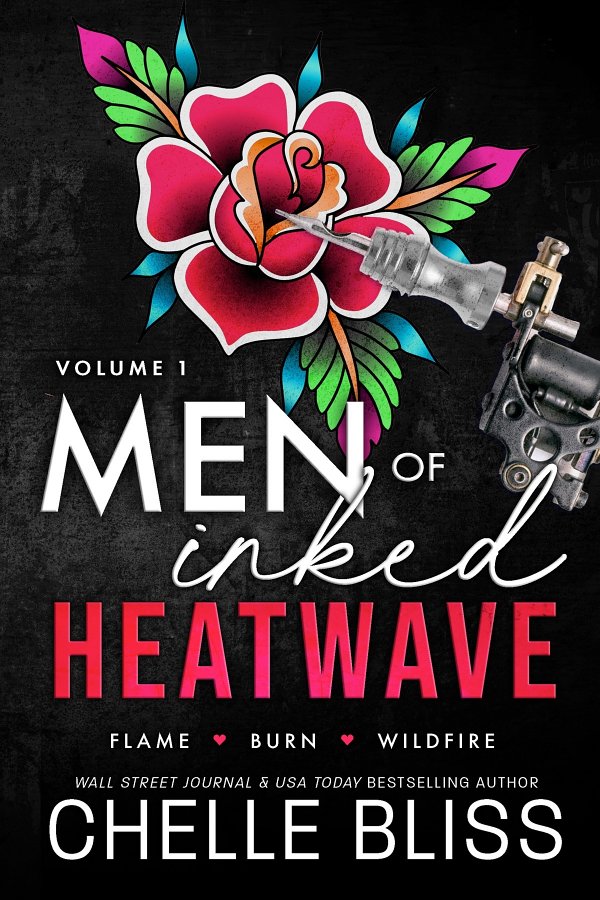 VOLUME 1
MEN OF
inked
HEATWAVE
FLAME ♥ BURN ♥ WILDFIRE
WALL STREET JOURNAL & USA TODAY BESTSELLING AUTHOR
CHELLE BLISS